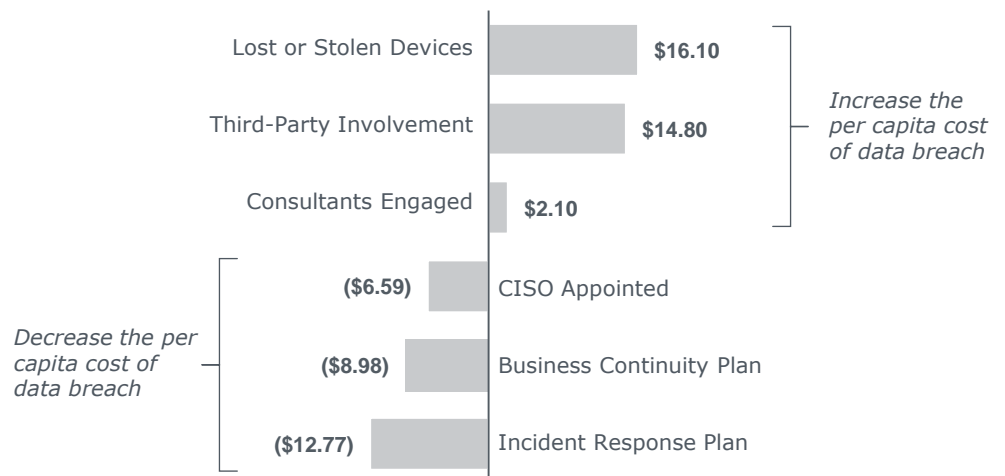 Lost or Stolen Devices
$16.10
Third-Party Involvement
$14.80
Increase the
per capita cost
of data breach
Consultants Engaged
$2.10
($6.59)
CISO Appointed
Decrease the per
capita cost of
data breach
($8.98)
Business Continuity Plan
($12.77)
Incident Response Plan